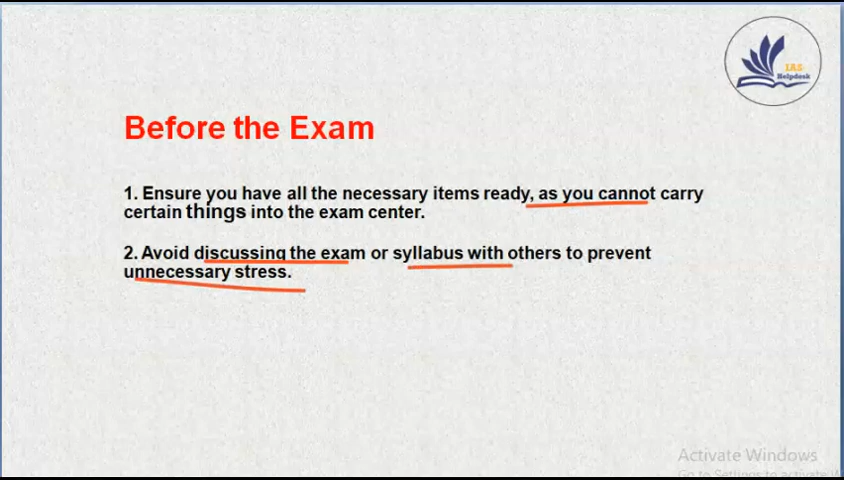 IAS
Helpdesk
Before the Exam
1. Ensure you have all the necessary items ready, as you cannot carry
certain things into the exam center.
2. Avoid discussing the exam or syllabus with others to prevent
unnecessary stress.
Activate Windows
Go to Settings to activate W